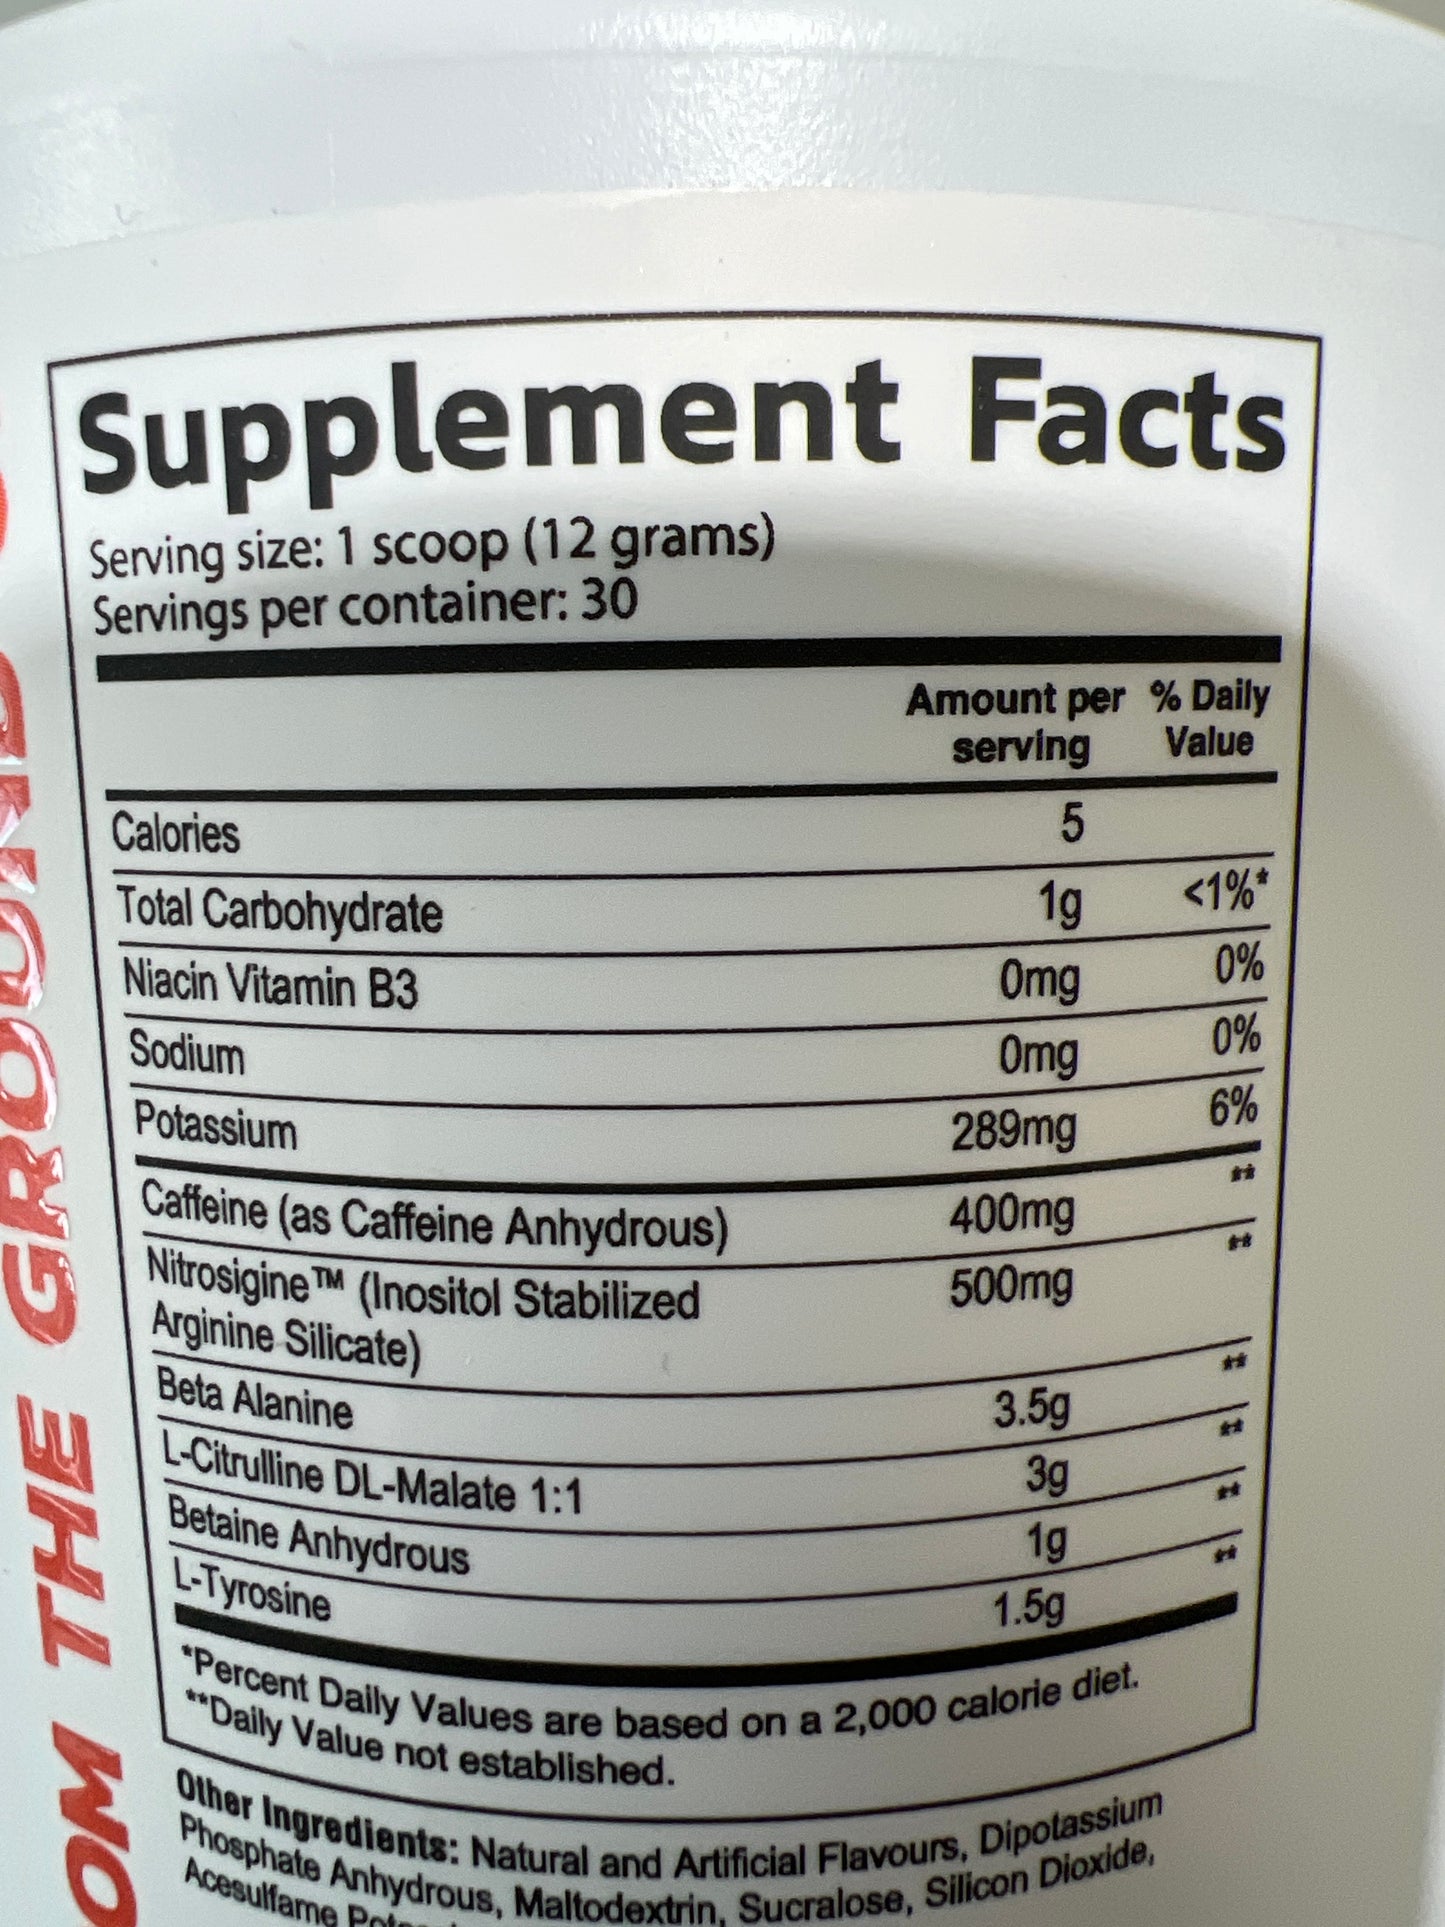 Supplement Facts
Serving size: 1 scoop (12 grams)
Servings per container: 30
Amount per % Daily
serving Value
Calories 5
Total Carbohydrate 1g <1%*
Niacin Vitamin B3 0mg 0%
Sodium 0mg 0%
Potassium 289mg 6%
Caffeine (as Caffeine Anhydrous) 400mg **
Nitrosigine™ (Inositol Stabilized 500mg **
Arginine Silicate)
Beta Alanine 3.5g **
L-Citrulline DL-Malate 1:1 3g **
Betaine Anhydrous 1g **
L-Tyrosine 1.5g **
*Percent Daily Values are based on a 2,000 calorie diet.
**Daily Value not established.
Other Ingredients: Natural and Artificial Flavours, Dipotassium
Phosphate Anhydrous, Maltodextrin, Sucralose, Silicon Dioxide,
Acesulfame
THE GROUND